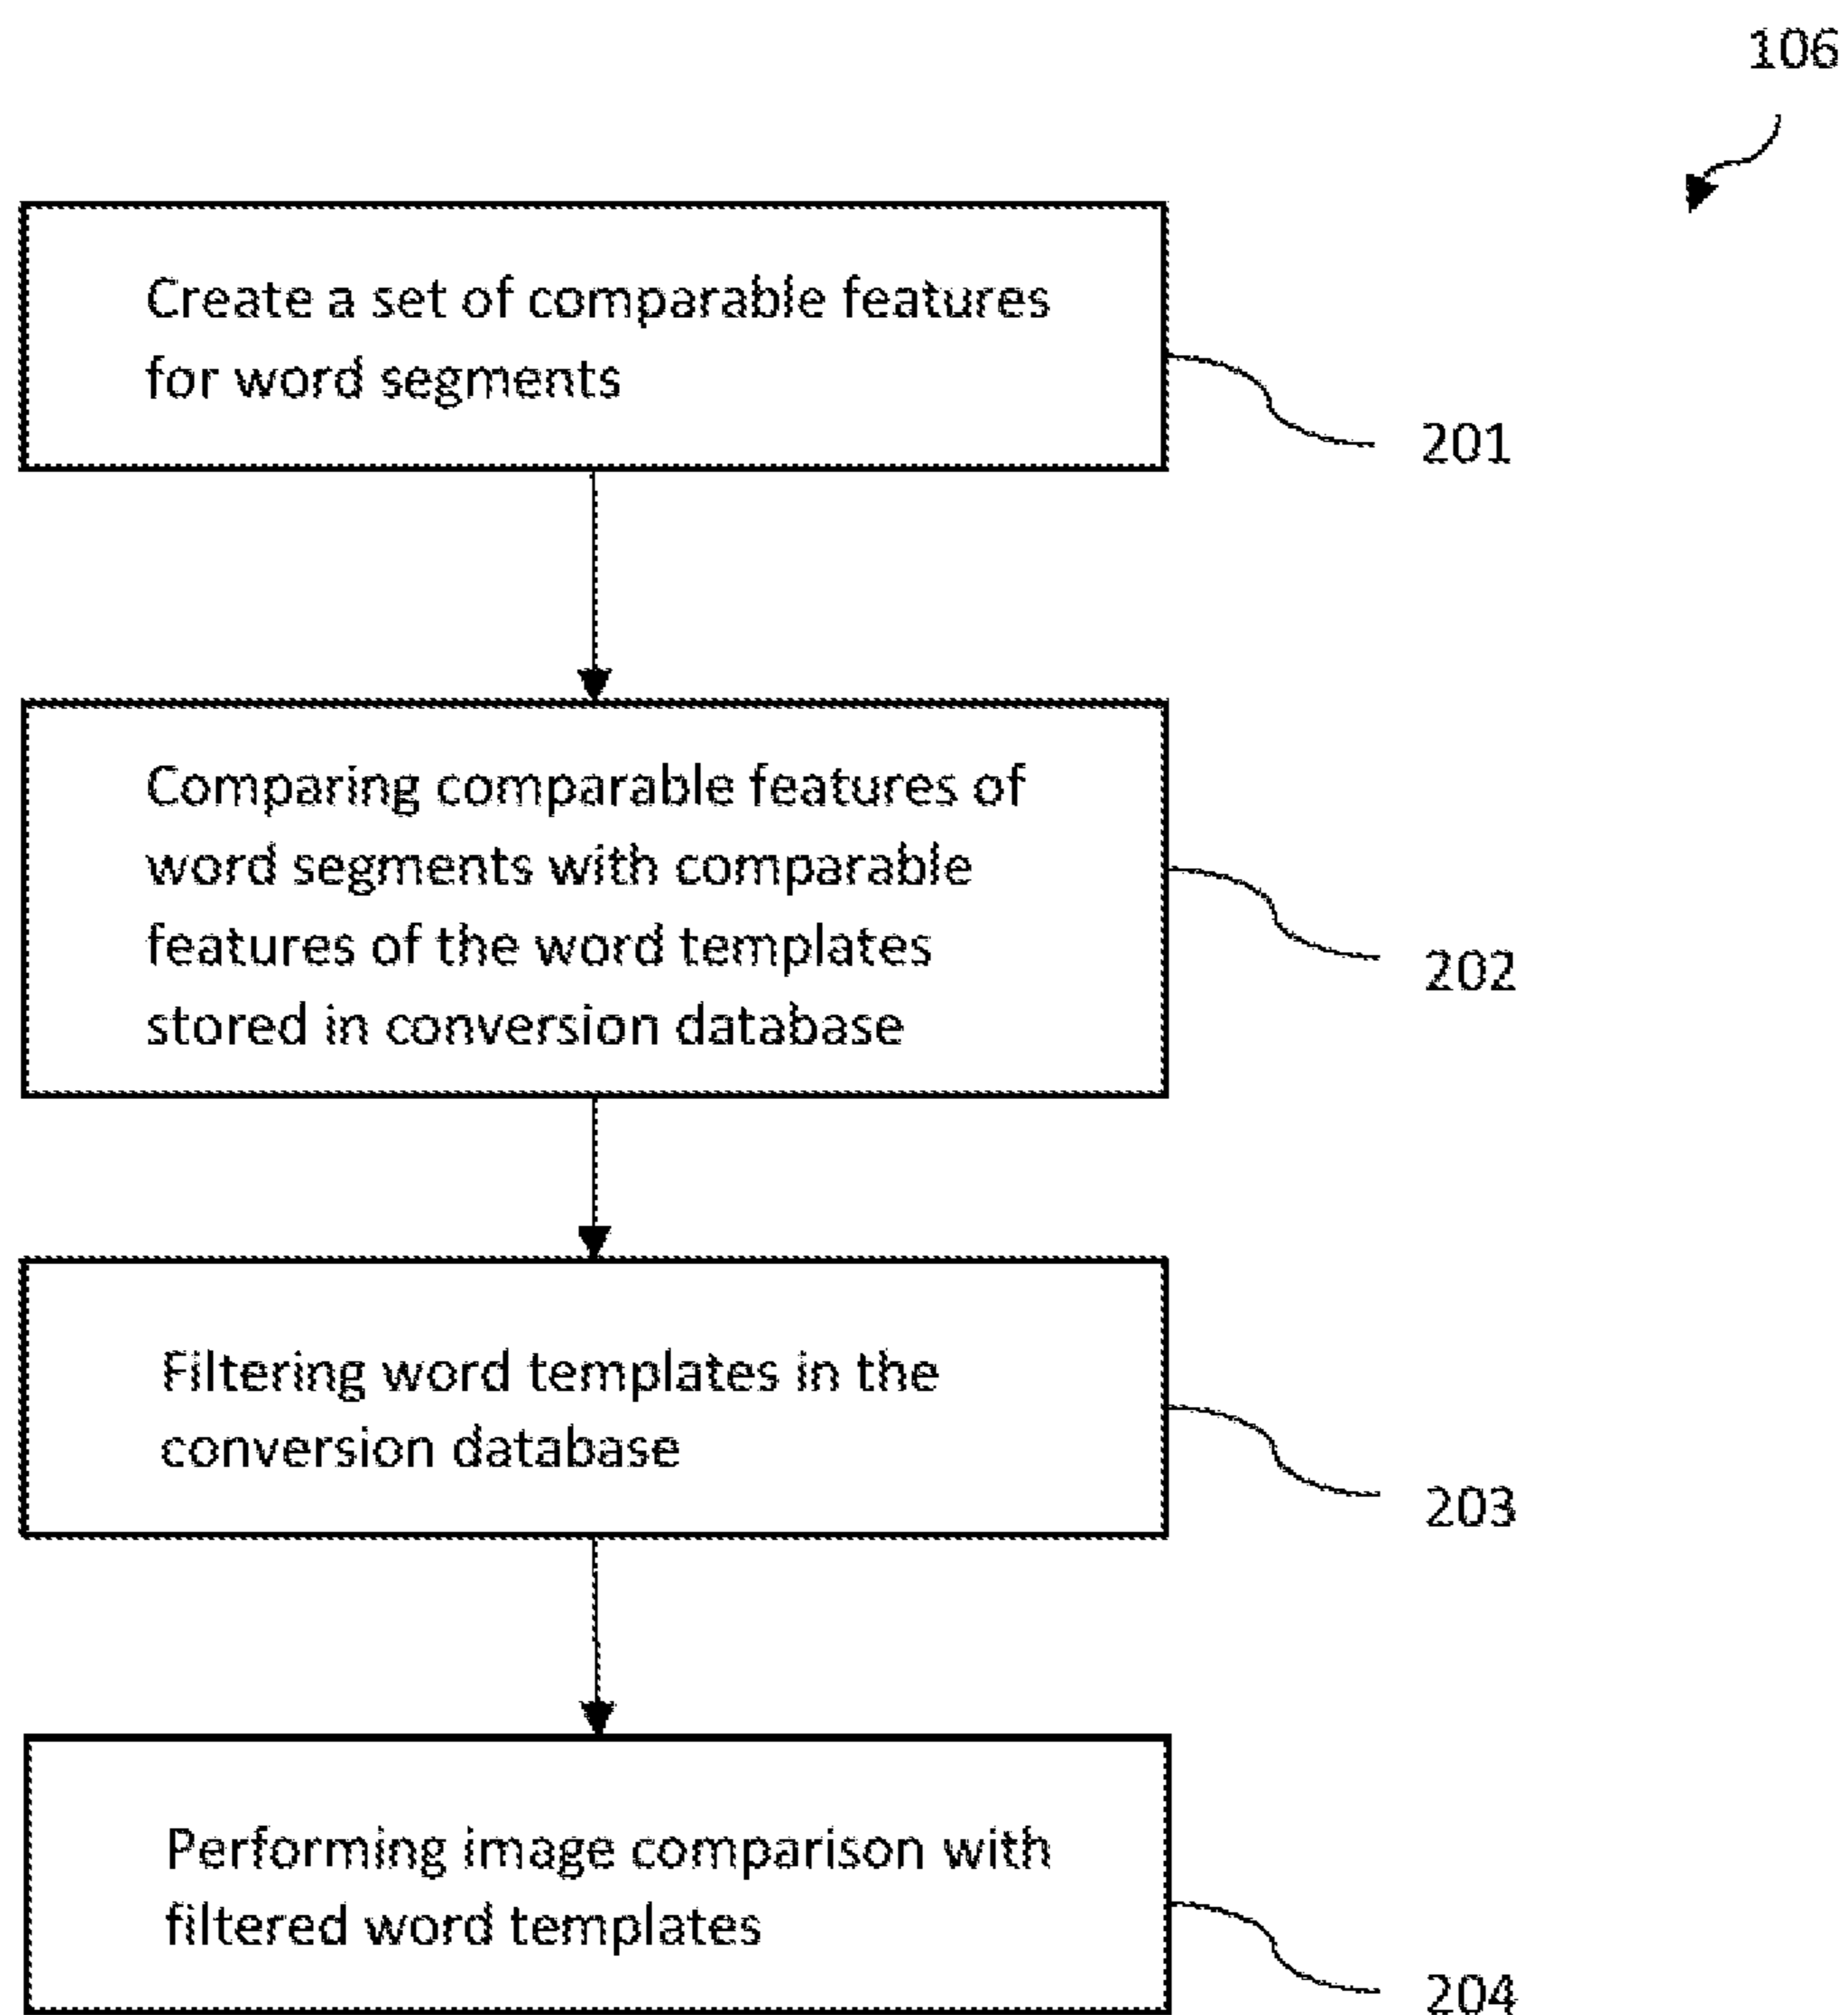 106
Create a set of comparable features
for word segments
201
Comparing comparable features of
word segments with comparable
features of the word templates
stored in conversion database
202
Filtering word templates in the
conversion database
203
Performing image comparison with
filtered word templates
204